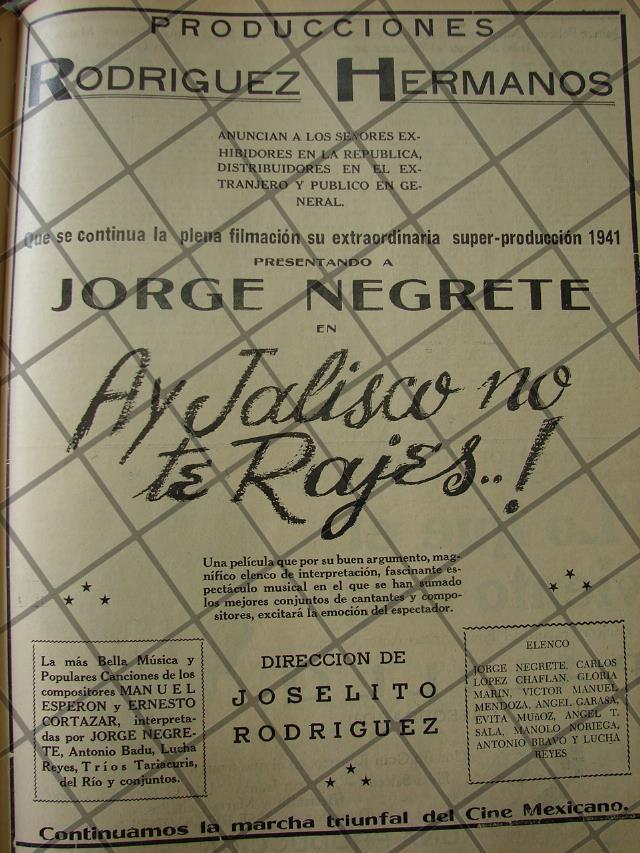 PRODUCCIONES
RODRIGUEZ HERMANOS
ANUNCIAN A LOS SEÑORES EX-
HIBIDORES EN LA REPUBLICA,
DISTRIBUIDORES EN EL EX-
TRANJERO Y PUBLICO EN GE-
NERAL.
Que se continua la plena filmación su extraordinaria super-producción 1941
PRESENTANDO A
JORGE NEGRETE
EN
Ay Jalisco no
te Rajes..!
Una película que por su buen argumento, mag-
nífico elenco de interpretación, fascinante es-
pectáculo musical en el que se han sumado
los mejores conjuntos de cantantes y compo-
sitores, excitará la emoción del espectador.
La más Bella Música y
Populares Canciones de los
compositores MANUEL
ESPERON y ERNESTO
CORTAZAR, interpreta-
das por JORGE NEGRE-
TE, Antonio Badu, Lucha
Reyes, Tríos Tariacuris,
del Río y conjuntos.
DIRECCION DE
JOSELITO
RODRIGUEZ
ELENCO
JORGE NEGRETE, CARLOS
LOPEZ CHAFLAN, GLORIA
MARIN, VICTOR MANUEL
MENDOZA, ANGEL GARASA,
EVITA MUñOZ, ANGEL T.
SALA, MANOLO NORIEGA,
ANTONIO BRAVO Y LUCHA
REYES
Continuamos la marcha triunfal del Cine Mexicano.